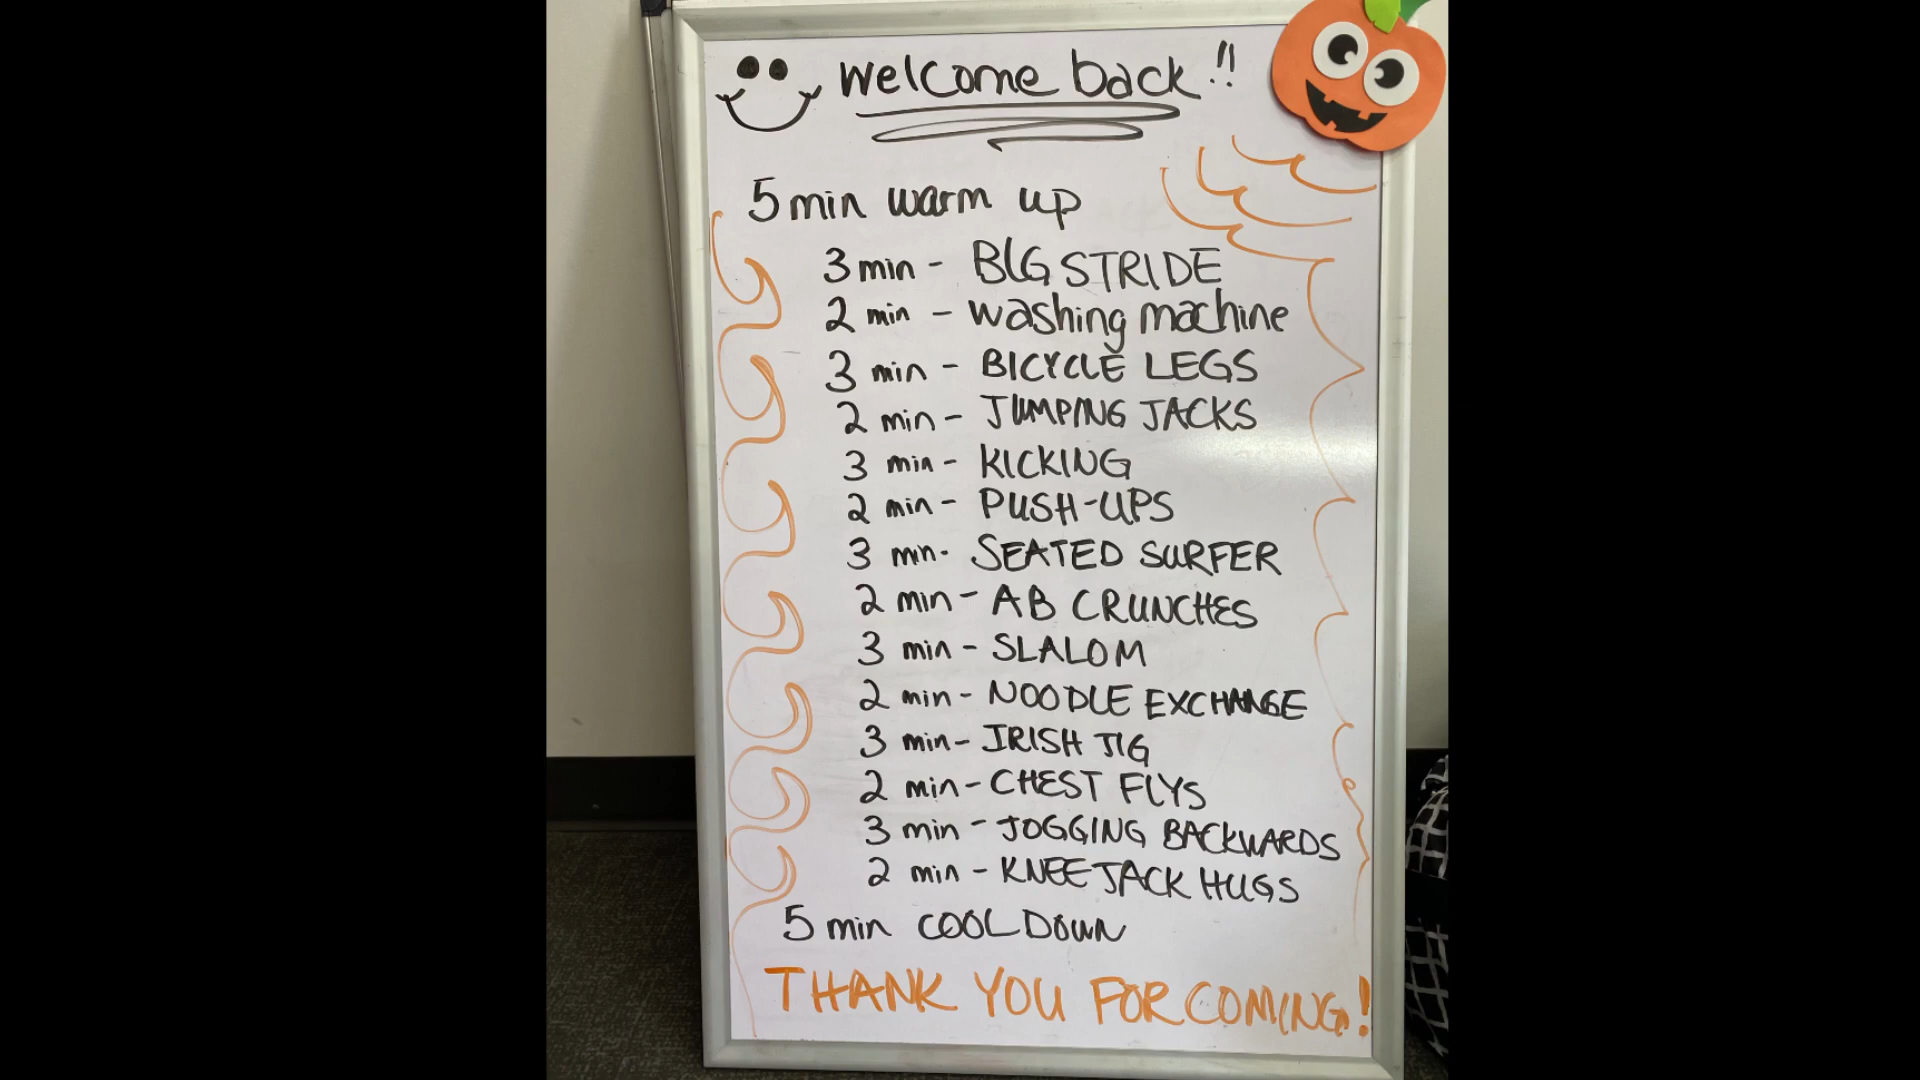 Welcome back!!
5 min warm up
3 min - BIG STRIDE
2 min - washing machine
3 min - BICYCLE LEGS
2 min - JUMPING JACKS
3 min - KICKING
2 min - PUSH-UPS
3 min - SEATED SURFER
2 min - AB CRUNCHES
3 min - SLALOM
2 min - NOODLE EXCHANGE
3 min - IRISH JIG
2 min - CHEST FLYS
3 min - JOGGING BACKWARDS
2 min - KNEE JACK HUGS
5 min COOL DOWN
THANK YOU FOR COMING!